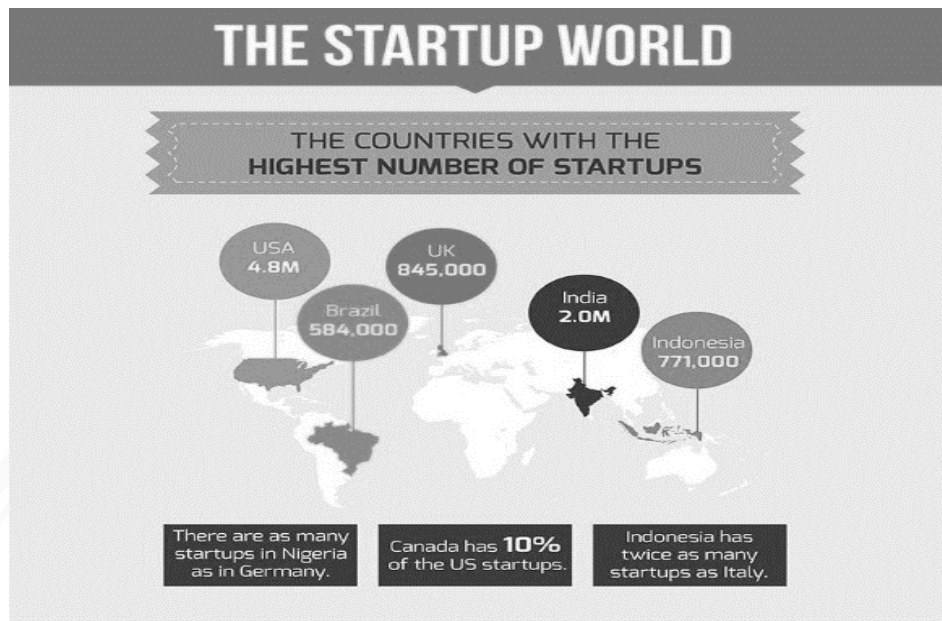 THE STARTUP WORLD
THE COUNTRIES WITH THE
HIGHEST NUMBER OF STARTUPS
USA
4.8M
Brazil
584,000
UK
845,000
India
2.0M
Indonesia
771,000
There are as many
startups in Nigeria
as in Germany.
Canada has 10%
of the US startups.
Indonesia has
twice as many
startups as Italy.